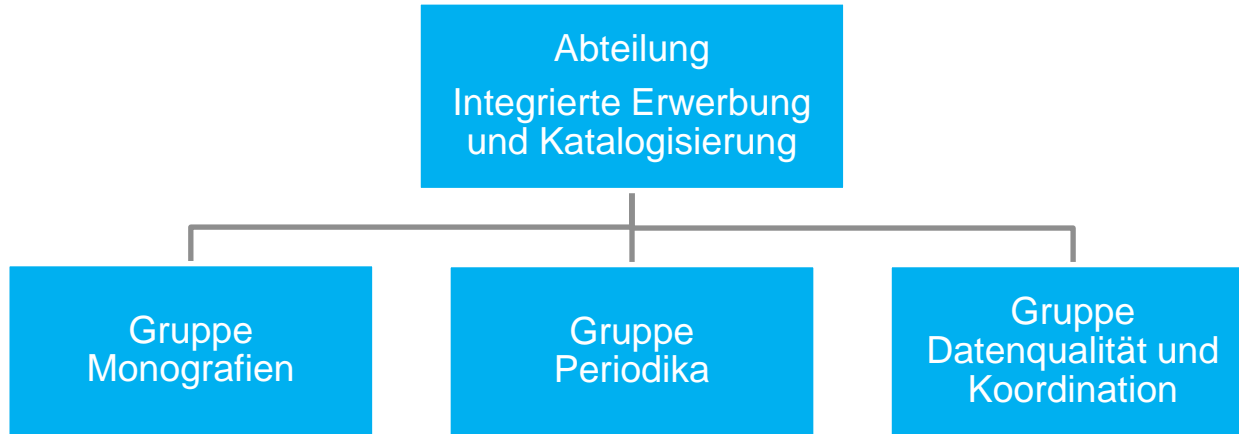 Abteilung
Integrierte Erwerbung
und Katalogisierung
Gruppe
Monografien
Gruppe
Periodika
Gruppe
Datenqualität und
Koordination